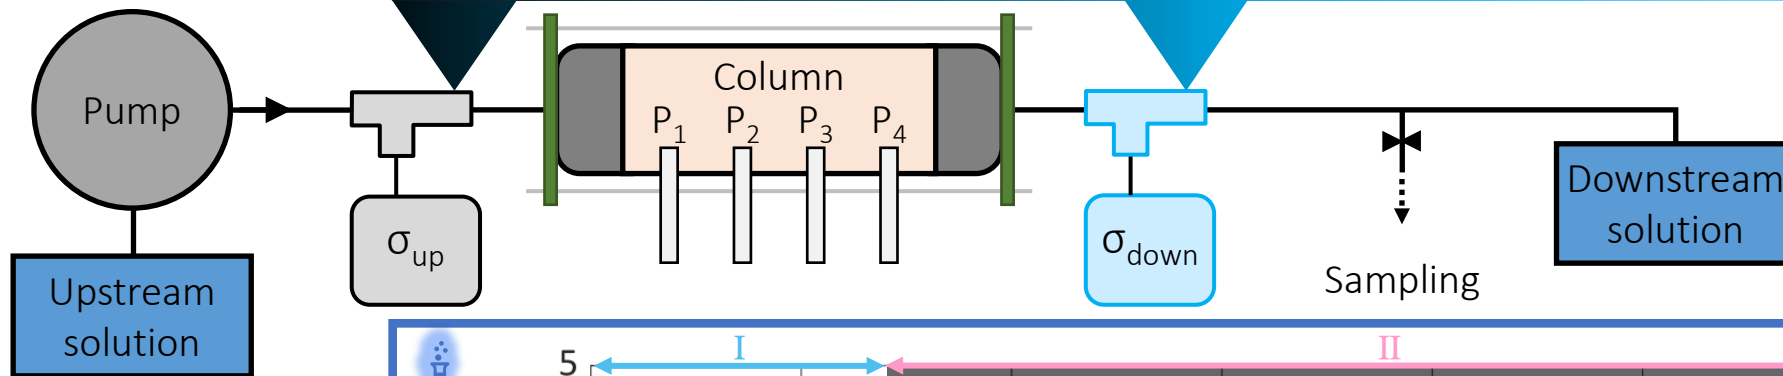 Pump
Column
P1 P2 P3 P4
σup
σdown
Upstream
solution
Downstream
solution
Sampling
I
II
5